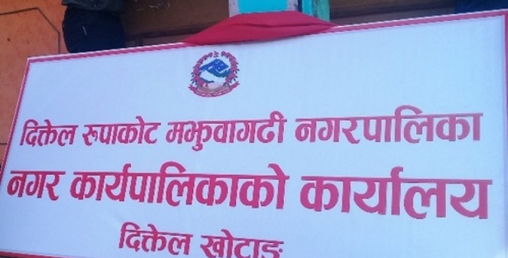 दिक्तेल रुपाकोट मझुवागढी नगरपालिका
नगर कार्यपालिकाको कार्यालय
दिक्तेल खोटाङ